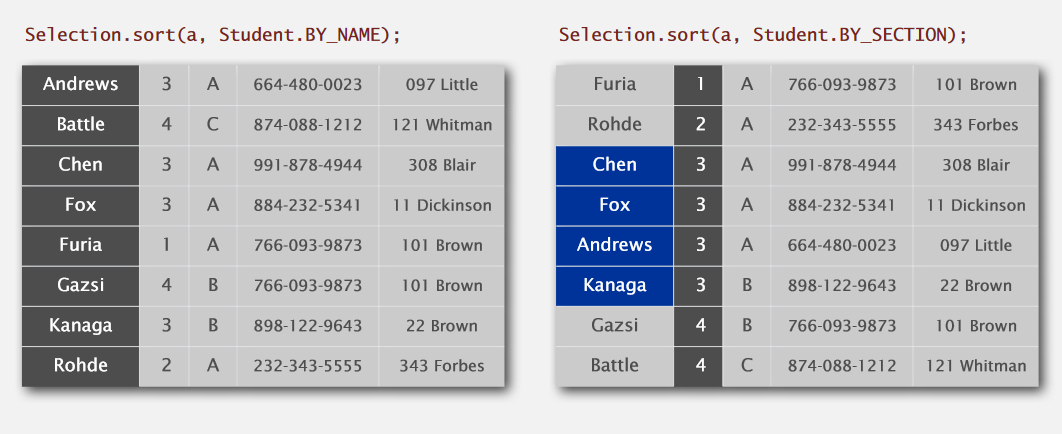 Selection.sort(a, Student.BY_NAME);
Andrews 3 A 664-480-0023 097 Little
Battle 4 C 874-088-1212 121 Whitman
Chen 3 A 991-878-4944 308 Blair
Fox 3 A 884-232-5341 11 Dickinson
Furia 1 A 766-093-9873 101 Brown
Gazsi 4 B 766-093-9873 101 Brown
Kanaga 3 B 898-122-9643 22 Brown
Rohde 2 A 232-343-5555 343 Forbes
Selection.sort(a, Student.BY_SECTION);
Furia 1 A 766-093-9873 101 Brown
Rohde 2 A 232-343-5555 343 Forbes
Chen 3 A 991-878-4944 308 Blair
Fox 3 A 884-232-5341 11 Dickinson
Andrews 3 A 664-480-0023 097 Little
Kanaga 3 B 898-122-9643 22 Brown
Gazsi 4 B 766-093-9873 101 Brown
Battle 4 C 874-088-1212 121 Whitman